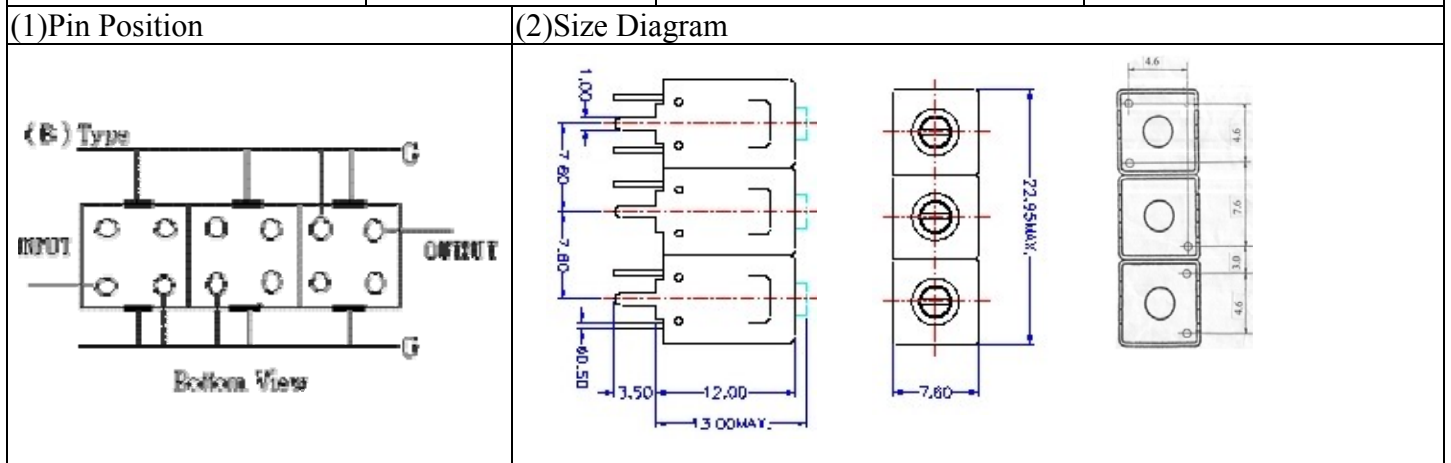 (1)Pin Position
(2)Size Diagram
(B) Type
G
INPUT
OUTPUT
G
Bottom View
1.00
7.60
7.60
Ø0.50
3.50
12.00
13.00MAX.
22.95MAX.
7.60
4.6
4.6
7.6
3.0
4.6